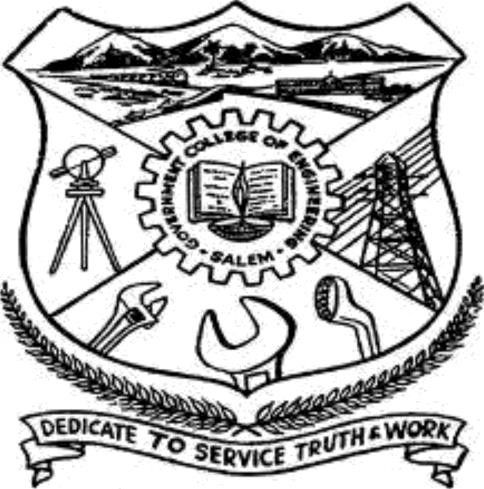 GOVERNMENT COLLEGE OF ENGINEERING
• SALEM •
DEDICATE TO SERVICE TRUTH & WORK